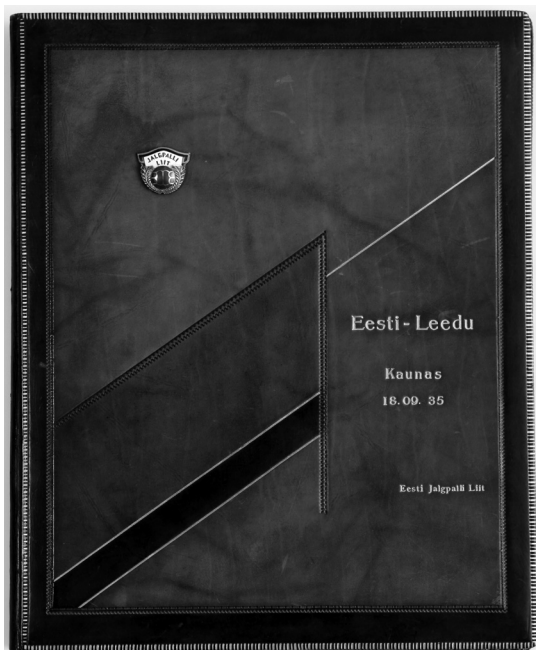 JALGPALLI
LIIT
Eesti-Leedu
Kaunas
18.09. 35
Eesti Jalgpalli Liit